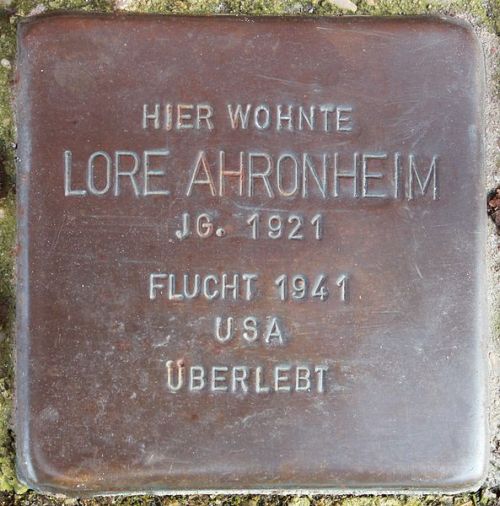 HIER WOHNTE
LORE AHRONHEIM
JG. 1921
FLUCHT 1941
USA
ÜBERLEBT